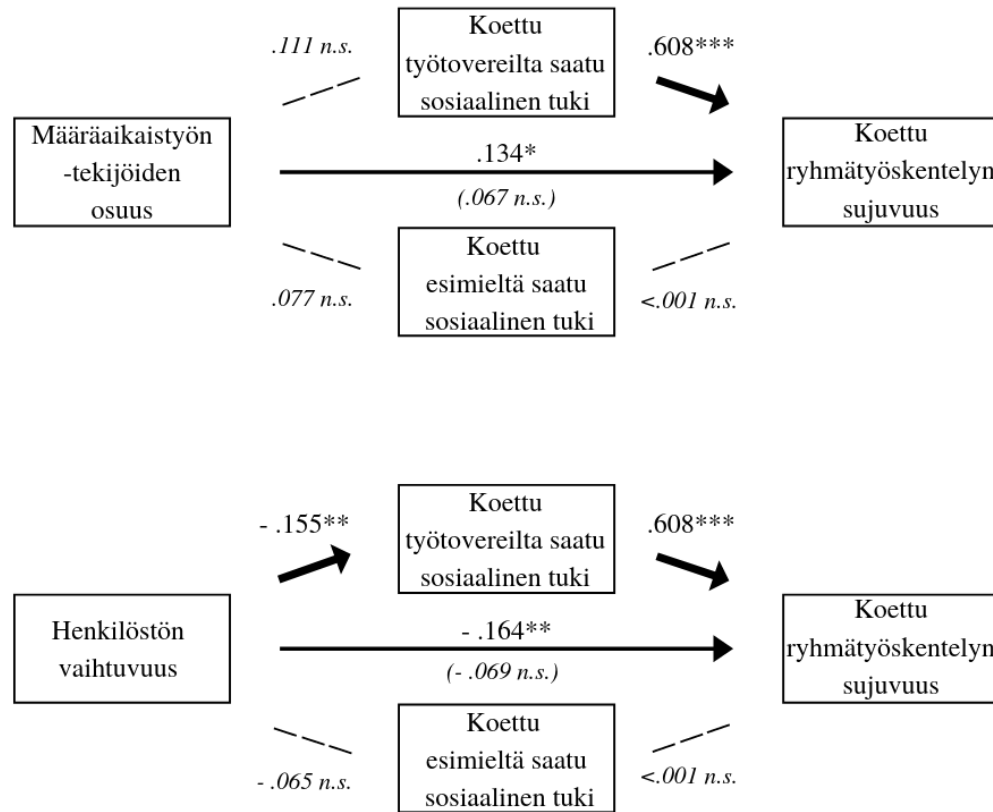 .111 n.s.
Koettu
työtovereilta saatu
sosiaalinen tuki
.608***
Määräaikaistyön
-tekijöiden
osuus
.134*
(.067 n.s.)
Koettu
ryhmätyöskentelyn
sujuvuus
.077 n.s.
Koettu
esimieltä saatu
sosiaalinen tuki
<.001 n.s.
- .155**
Koettu
työtovereilta saatu
sosiaalinen tuki
.608***
Henkilöstön
vaihtuvuus
- .164**
(- .069 n.s.)
Koettu
ryhmätyöskentelyn
sujuvuus
- .065 n.s.
Koettu
esimieltä saatu
sosiaalinen tuki
<.001 n.s.